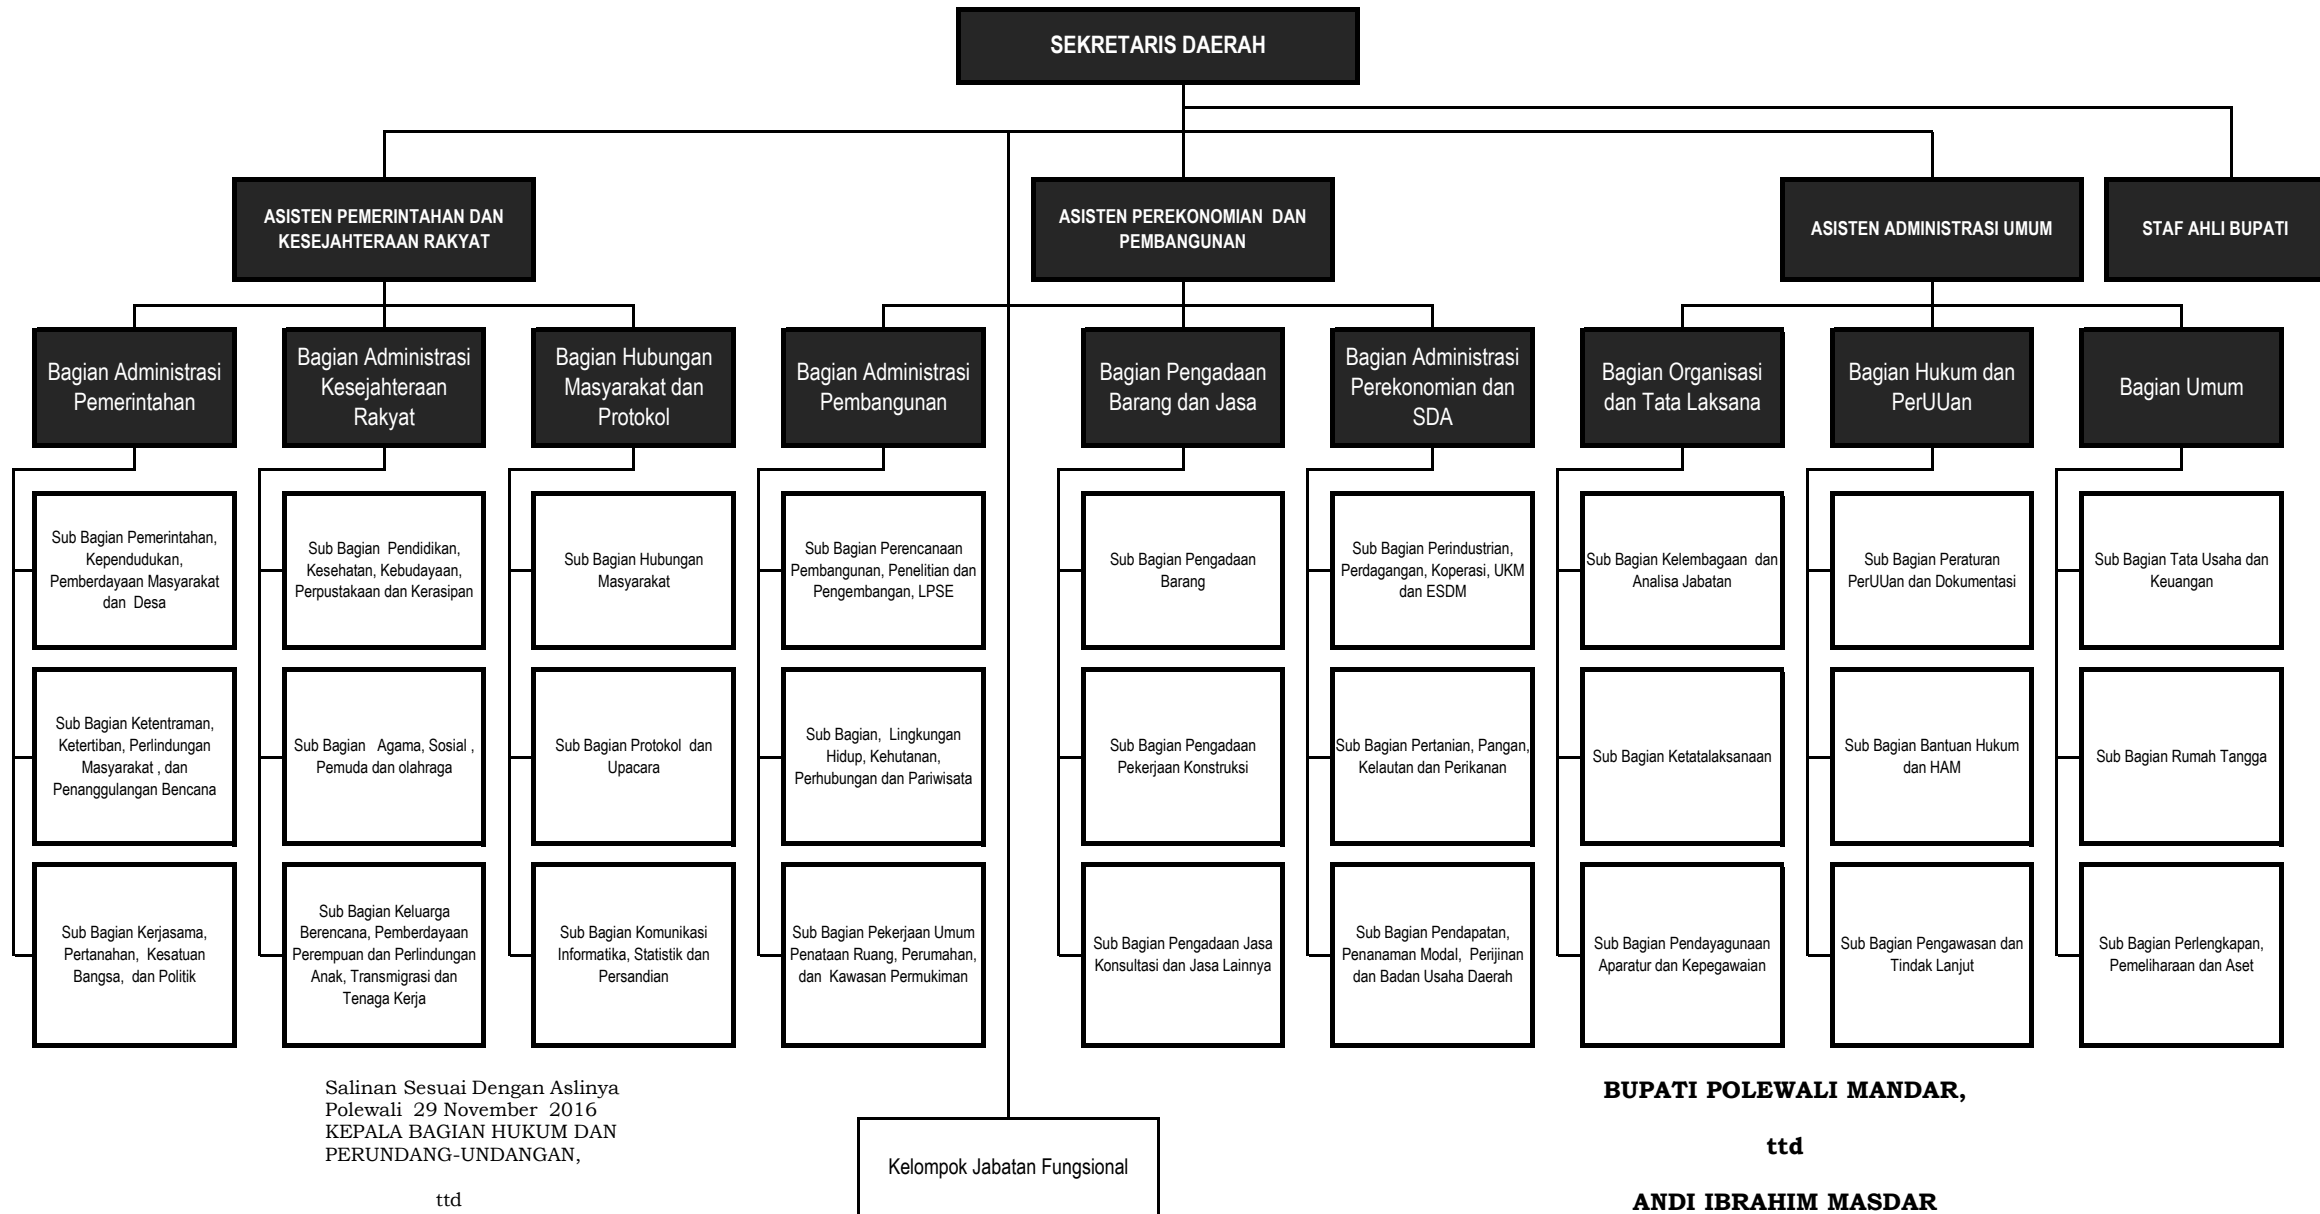 SEKRETARIS DAERAH
ASISTEN PEMERINTAHAN DAN
KESEJAHTERAAN RAKYAT
ASISTEN PEREKONOMIAN DAN
PEMBANGUNAN
ASISTEN ADMINISTRASI UMUM
STAF AHLI BUPATI
Bagian Administrasi
Pemerintahan
Bagian Administrasi
Kesejahteraan
Rakyat
Bagian Hubungan
Masyarakat dan
Protokol
Bagian Administrasi
Pembangunan
Bagian Pengadaan
Barang dan Jasa
Bagian Administrasi
Perekonomian dan
SDA
Bagian Organisasi
dan Tata Laksana
Bagian Hukum dan
PerUUan
Bagian Umum
Sub Bagian Pemerintahan,
Kependudukan,
Pemberdayaan Masyarakat
dan Desa
Sub Bagian Pendidikan,
Kesehatan, Kebudayaan,
Perpustakaan dan Kerasipan
Sub Bagian Hubungan
Masyarakat
Sub Bagian Perencanaan
Pembangunan, Penelitian dan
Pengembangan, LPSE
Sub Bagian Pengadaan
Barang
Sub Bagian Perindustrian,
Perdagangan, Koperasi, UKM
dan ESDM
Sub Bagian Kelembagaan dan
Analisa Jabatan
Sub Bagian Peraturan
PerUUan dan Dokumentasi
Sub Bagian Tata Usaha dan
Keuangan
Sub Bagian Ketentraman,
Ketertiban, Perlindungan
Masyarakat , dan
Penanggulangan Bencana
Sub Bagian Agama, Sosial ,
Pemuda dan olahraga
Sub Bagian Protokol dan
Upacara
Sub Bagian, Lingkungan
Hidup, Kehutanan,
Perhubungan dan Pariwisata
Sub Bagian Pengadaan
Pekerjaan Konstruksi
Sub Bagian Pertanian, Pangan,
Kelautan dan Perikanan
Sub Bagian Ketatalaksanaan
Sub Bagian Bantuan Hukum
dan HAM
Sub Bagian Rumah Tangga
Sub Bagian Kerjasama,
Pertanahan, Kesatuan
Bangsa, dan Politik
Sub Bagian Keluarga
Berencana, Pemberdayaan
Perempuan dan Perlindungan
Anak, Transmigrasi dan
Tenaga Kerja
Sub Bagian Komunikasi
Informatika, Statistik dan
Persandian
Sub Bagian Pekerjaan Umum
Penataan Ruang, Perumahan,
dan Kawasan Permukiman
Sub Bagian Pengadaan Jasa
Konsultasi dan Jasa Lainnya
Sub Bagian Pendapatan,
Penanaman Modal, Perijinan
dan Badan Usaha Daerah
Sub Bagian Pendayagunaan
Aparatur dan Kepegawaian
Sub Bagian Pengawasan dan
Tindak Lanjut
Sub Bagian Perlengkapan,
Pemeliharaan dan Aset
Salinan Sesuai Dengan Aslinya
Polewali 29 November 2016
KEPALA BAGIAN HUKUM DAN
PERUNDANG-UNDANGAN,
ttd
Kelompok Jabatan Fungsional
BUPATI POLEWALI MANDAR,
ttd
ANDI IBRAHIM MASDAR